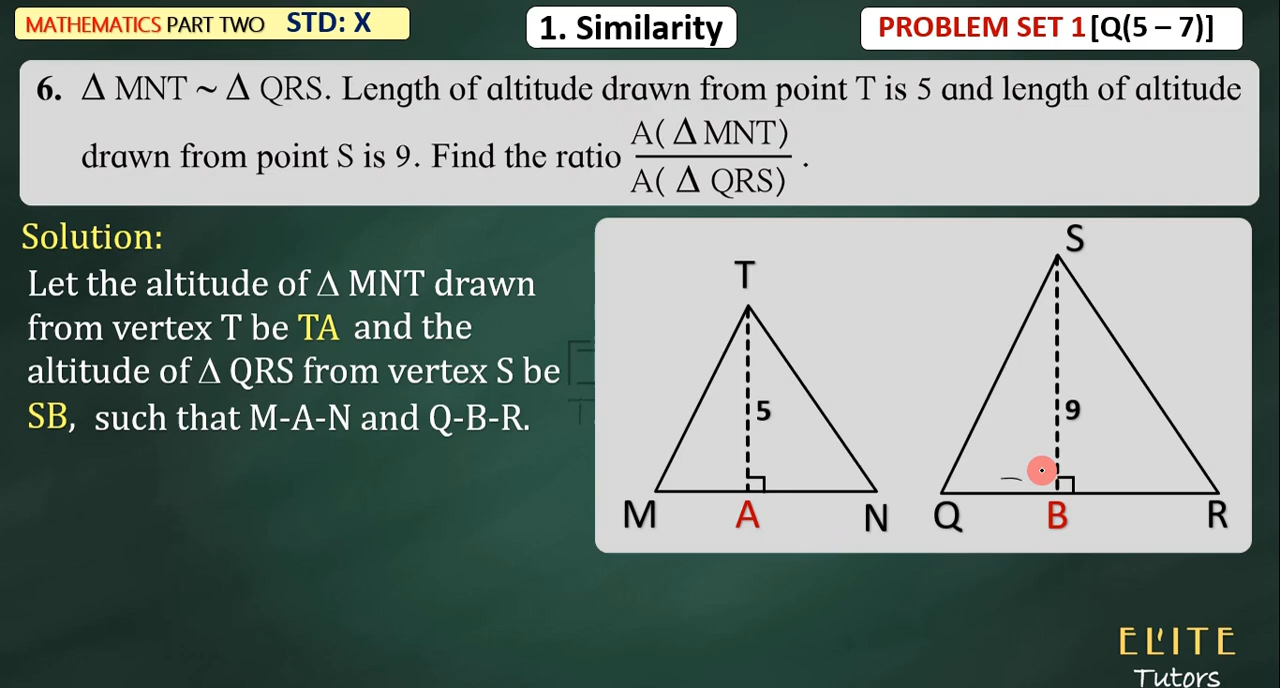 MATHEMATICS PART TWO STD: X
1. Similarity
PROBLEM SET 1 [Q(5 – 7)]
6. Δ MNT ~ Δ QRS. Length of altitude drawn from point T is 5 and length of altitude
drawn from point S is 9. Find the ratio A( Δ MNT) / A( Δ QRS) .
Solution:
Let the altitude of Δ MNT drawn
from vertex T be TA and the
altitude of Δ QRS from vertex S be
SB, such that M-A-N and Q-B-R.
T
5
M A N
S
9
Q B R
ELITE
Tutors